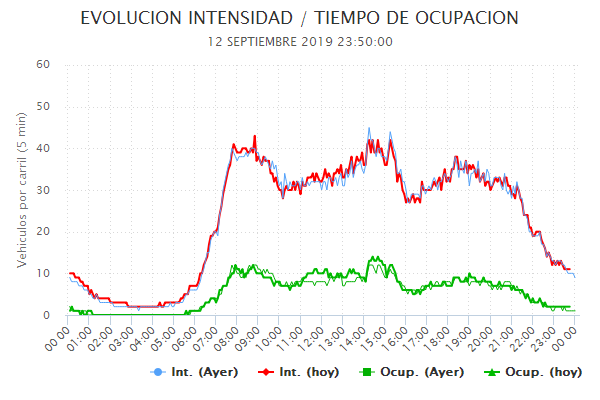 EVOLUCION INTENSIDAD / TIEMPO DE OCUPACION
12 SEPTIEMBRE 2019 23:50:00
Vehiculos por carril (5 min)
60
50
40
30
20
10
0
00:00 01:00 02:00 03:00 04:00 05:00 06:00 07:00 08:00 09:00 10:00 11:00 12:00 13:00 14:00 15:00 16:00 17:00 18:00 19:00 20:00 21:00 22:00 23:00 00:00
Int. (Ayer) Int. (hoy) Ocup. (Ayer) Ocup. (hoy)